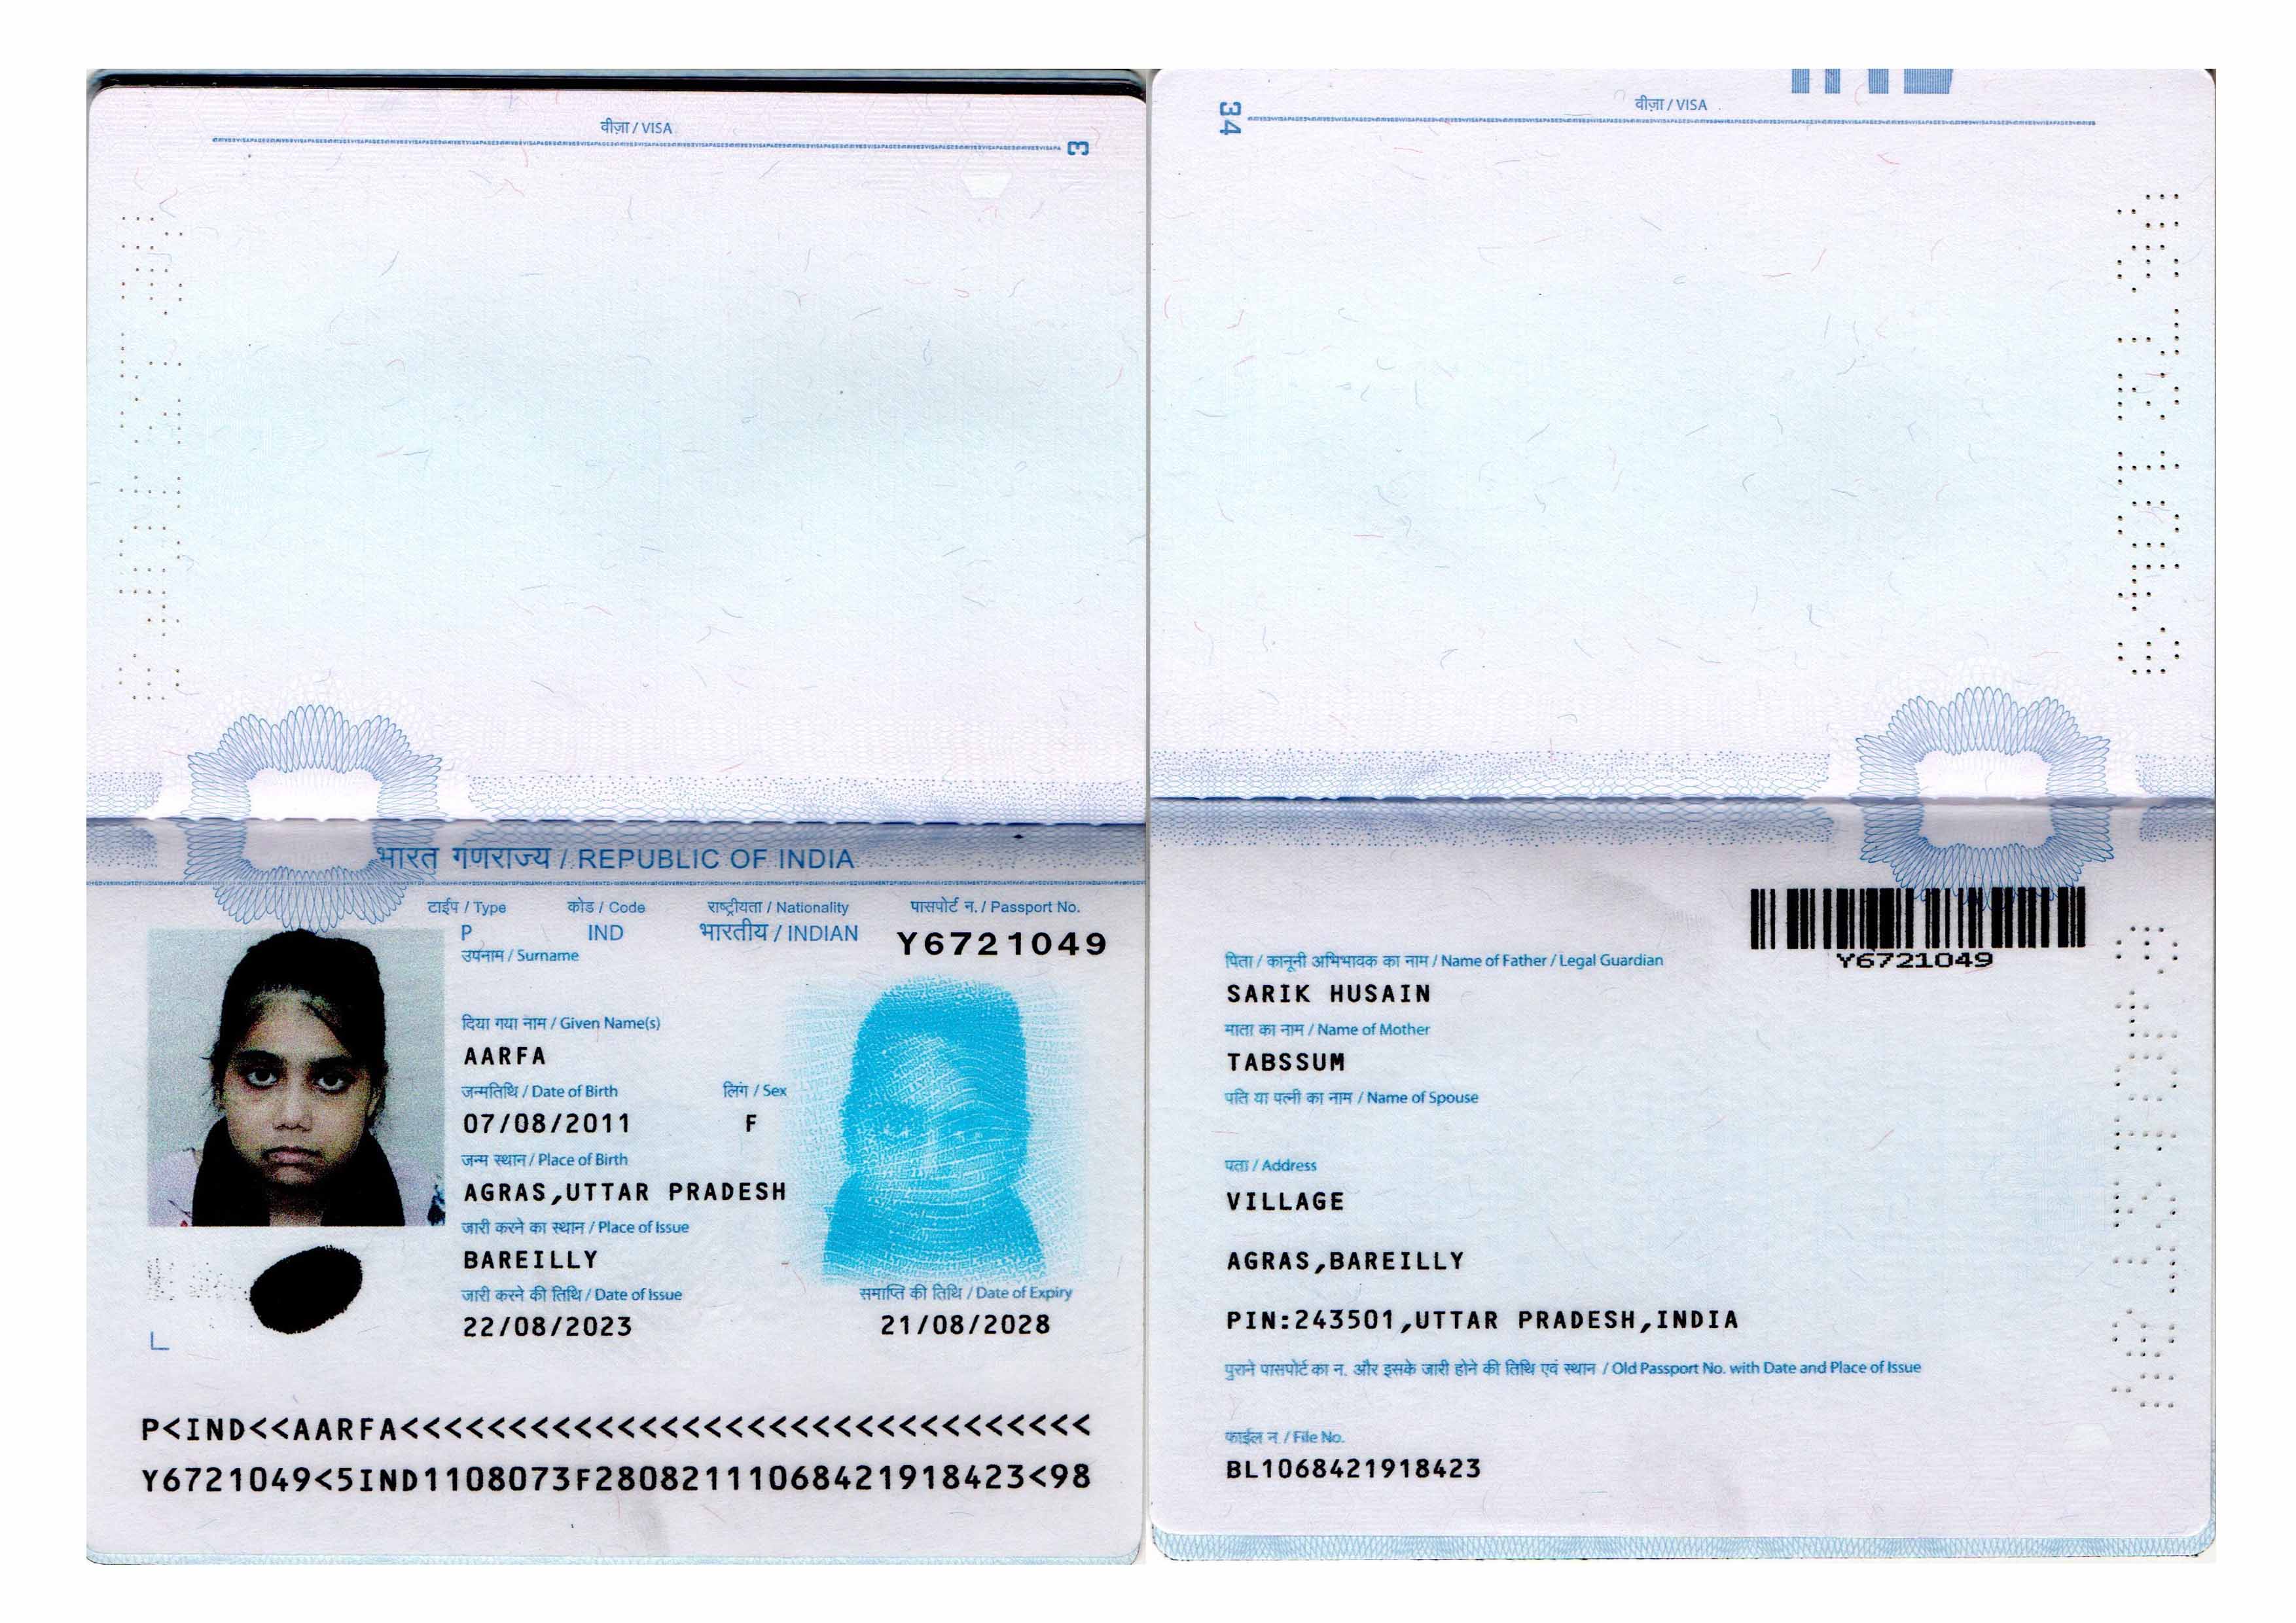 वीज़ा / VISA
3
भारत गणराज्य / REPUBLIC OF INDIA
टाईप / Type
कोड / Code
राष्ट्रीयता / Nationality
पासपोर्ट न. / Passport No.
P
IND
भारतीय / INDIAN
Y6721049
उपनाम / Surname
दिया गया नाम / Given Name(s)
AARFA
जन्मतिथि / Date of Birth
लिंग / Sex
07/08/2011
F
जन्म स्थान / Place of Birth
AGRAS,UTTAR PRADESH
जारी करने का स्थान / Place of Issue
BAREILLY
जारी करने की तिथि / Date of Issue
समाप्ति की तिथि / Date of Expiry
22/08/2023
21/08/2028
P<IND<<AARFA<<<<<<<<<<<<<<<<<<<<<<<<<<<<<<<<
Y6721049<5IND1108073F28082111068421918423<98
34
वीज़ा / VISA
Y6721049
पिता / कानूनी अभिभावक का नाम / Name of Father / Legal Guardian
SARIK HUSAIN
माता का नाम / Name of Mother
TABSSUM
पति या पत्नी का नाम / Name of Spouse
पता / Address
VILLAGE
AGRAS,BAREILLY
PIN:243501,UTTAR PRADESH,INDIA
पुराने पासपोर्ट का न. और इसके जारी होने की तिथि एवं स्थान / Old Passport No. with Date and Place of Issue
फाईल न / File No.
BL1068421918423